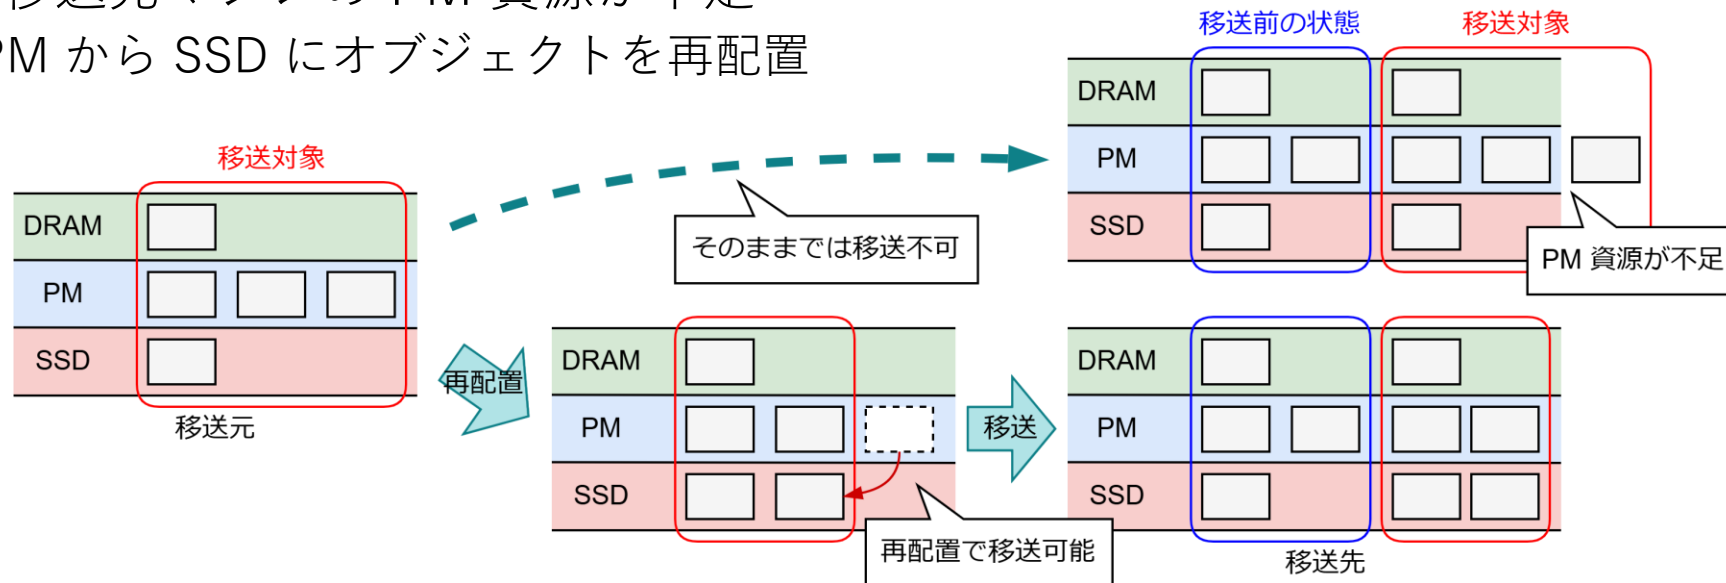 PM から SSD にオブジェクトを再配置
移送前の状態
移送対象
DRAM
PM
SSD
PM 資源が不足
移送対象
DRAM
PM
SSD
移送元
そのままでは移送不可
再配置
DRAM
PM
SSD
再配置で移送可能
移送
DRAM
PM
SSD
移送先